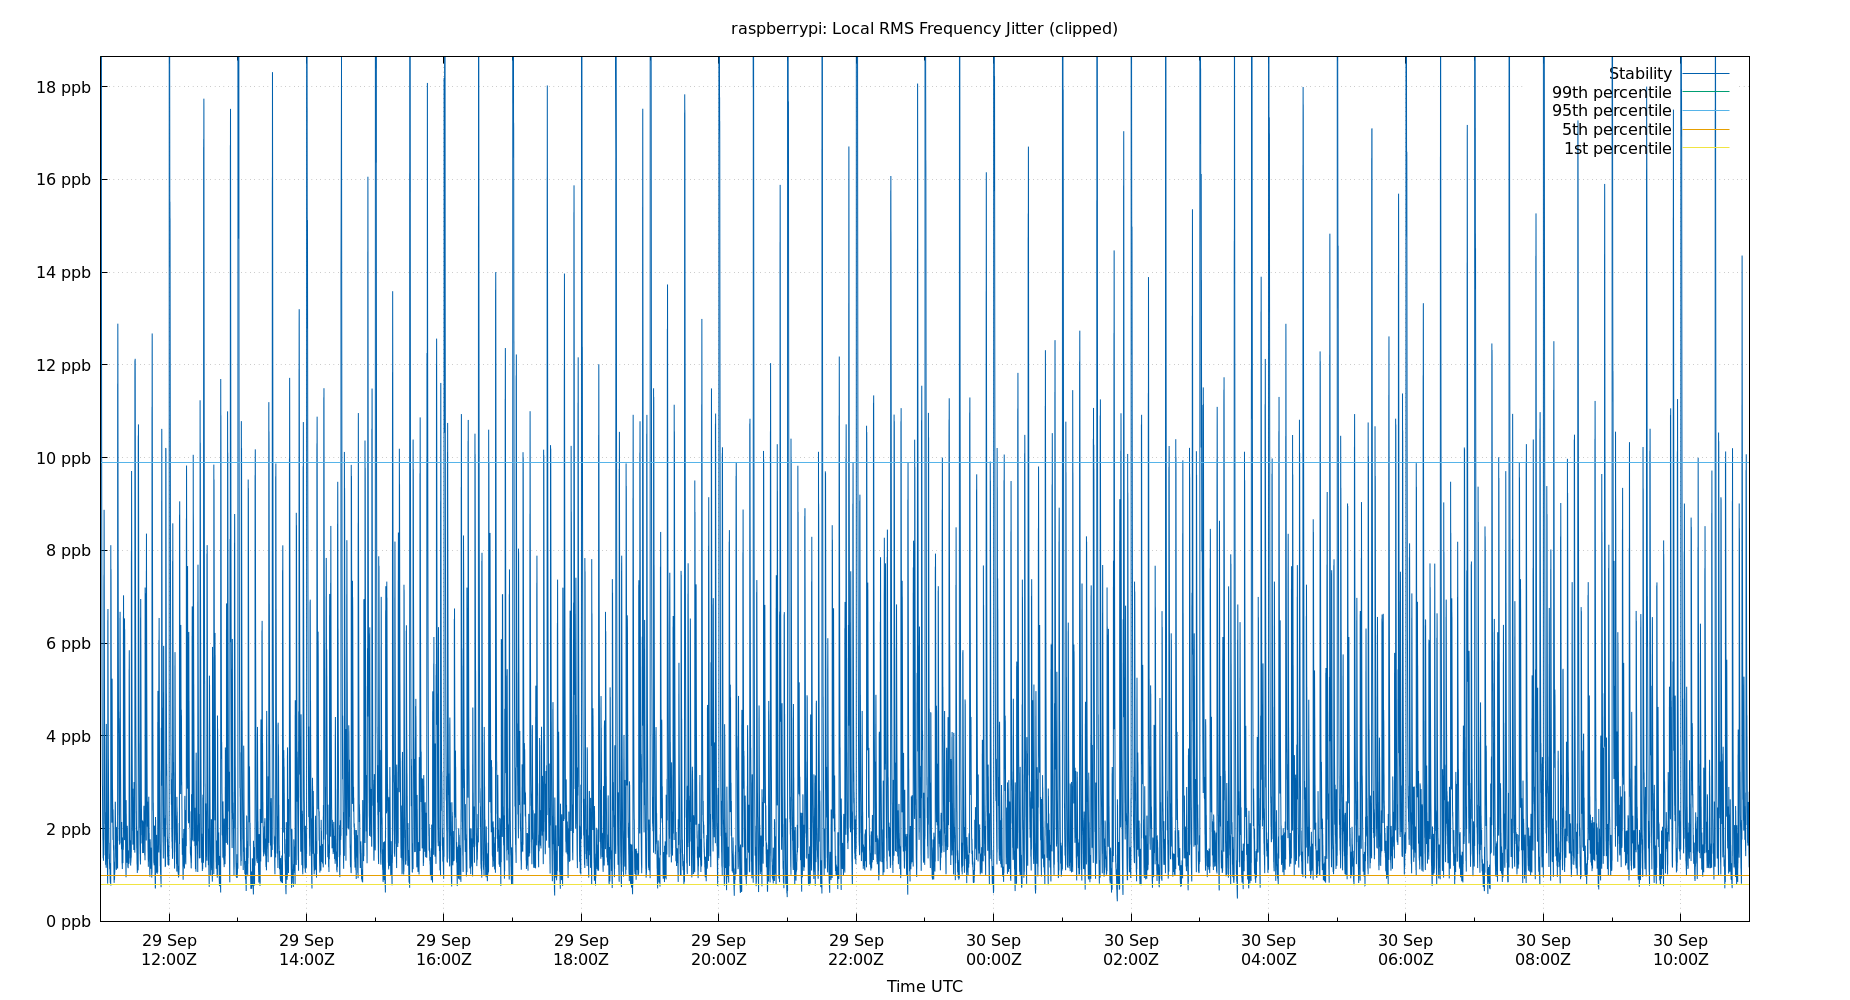 raspberrypi: Local RMS Frequency Jitter (clipped)
Stability
99th percentile
95th percentile
5th percentile
1st percentile
18 ppb
16 ppb
14 ppb
12 ppb
10 ppb
8 ppb
6 ppb
4 ppb
2 ppb
0 ppb
29 Sep 29 Sep 29 Sep 29 Sep 29 Sep 29 Sep 30 Sep 30 Sep 30 Sep 30 Sep 30 Sep 30 Sep
12:00Z 14:00Z 16:00Z 18:00Z 20:00Z 22:00Z 00:00Z 02:00Z 04:00Z 06:00Z 08:00Z 10:00Z
Time UTC